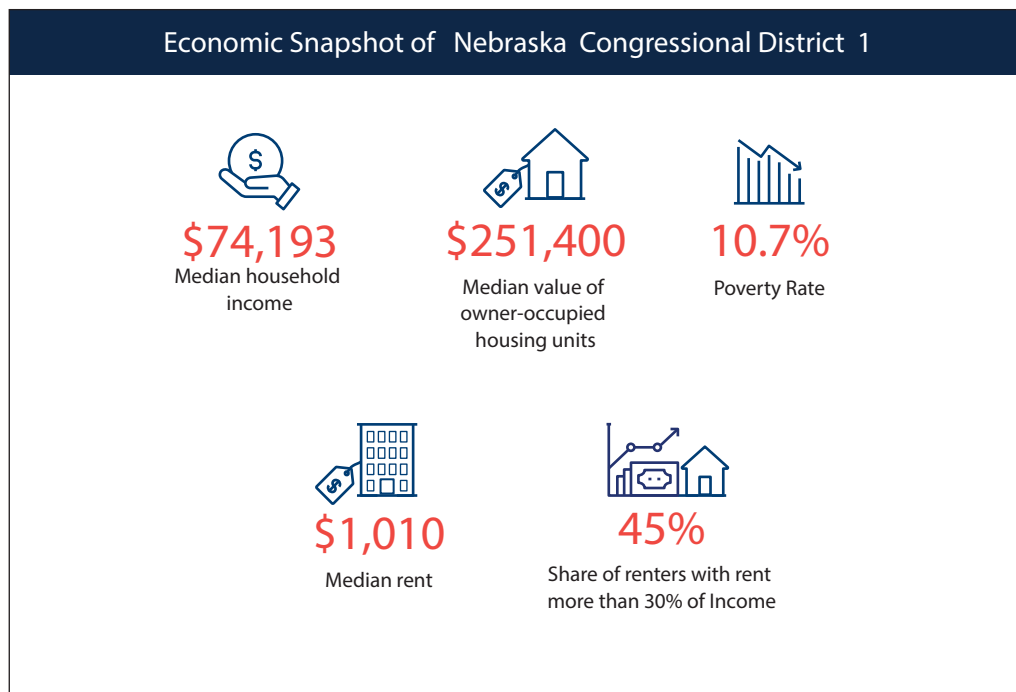 Economic Snapshot of Nebraska Congressional District 1
$
$74,193
Median household
income
$
$251,400
Median value of
owner-occupied
housing units
10.7%
Poverty Rate
$
$1,010
Median rent
45%
Share of renters with rent
more than 30% of Income